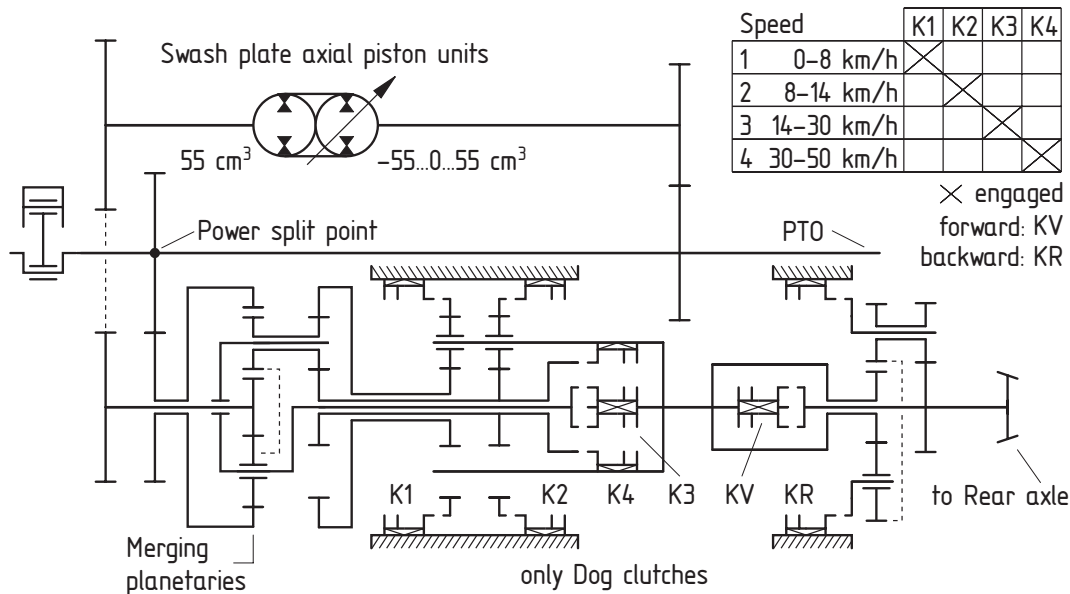 Swash plate axial piston units
Speed K1 K2 K3 K4
1 0–8 km/h
2 8–14 km/h
3 14–30 km/h
4 30–50 km/h
55 cm³
–55...0...55 cm³
engaged
forward: KV
backward: KR
Power split point
PTO
K1
K2
K4
K3
KV
KR
to Rear axle
Merging
planetaries
only Dog clutches